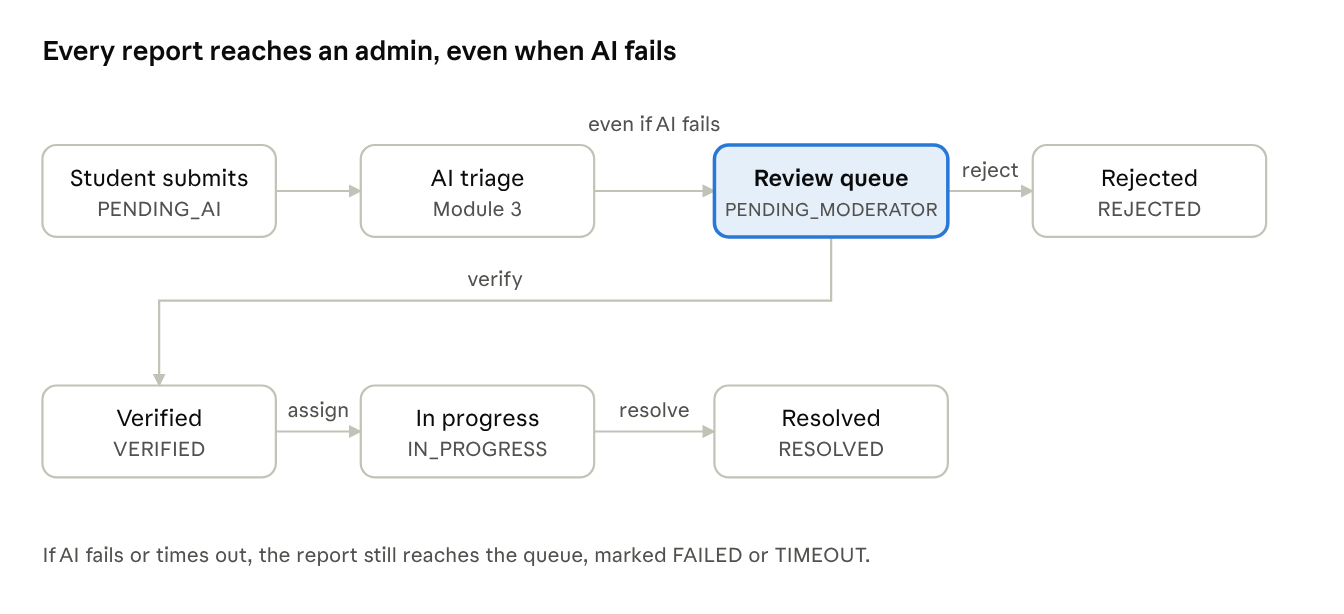 Every report reaches an admin, even when AI fails
even if AI fails
Student submits
PENDING_AI
AI triage
Module 3
Review queue
PENDING_MODERATOR
reject
Rejected
REJECTED
verify
Verified
VERIFIED
assign
In progress
IN_PROGRESS
resolve
Resolved
RESOLVED
If AI fails or times out, the report still reaches the queue, marked FAILED or TIMEOUT.